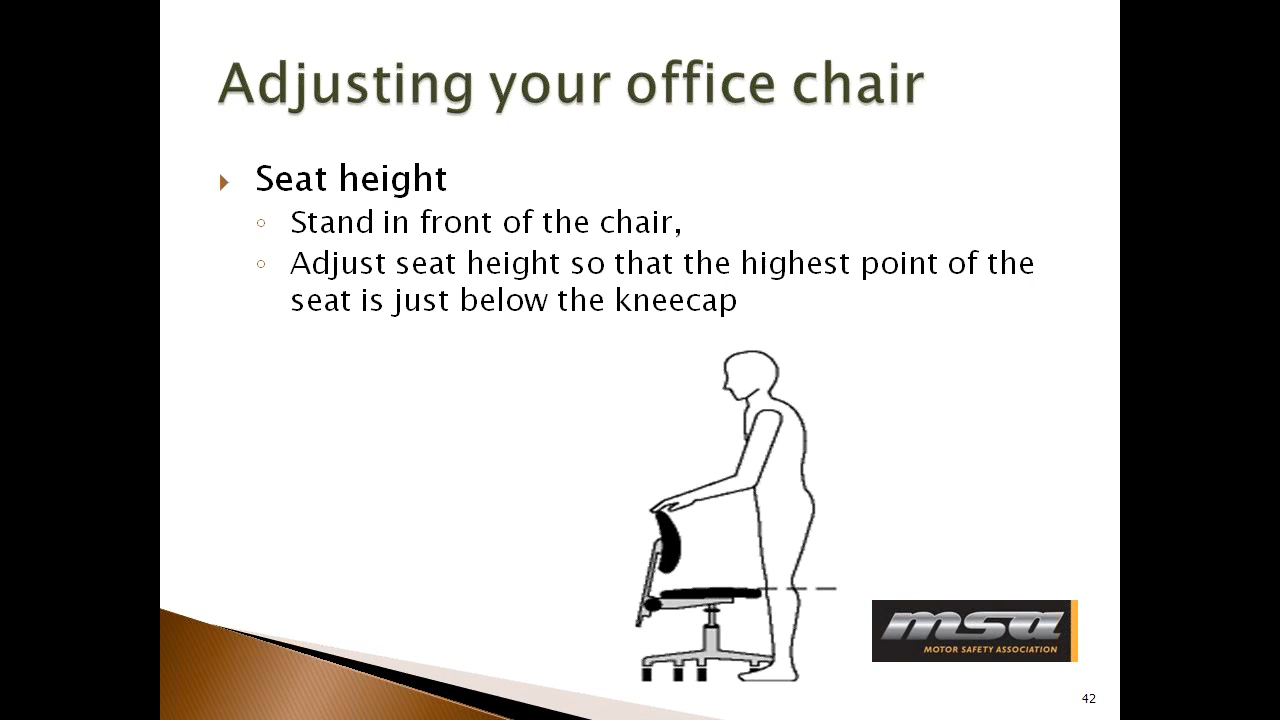 Adjusting your office chair
Seat height
Stand in front of the chair,
Adjust seat height so that the highest point of the
seat is just below the kneecap
msa
MOTOR SAFETY ASSOCIATION
42